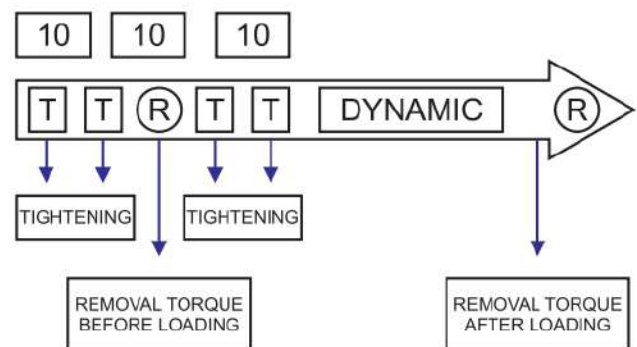 10 10 10
T T R T T DYNAMIC R
TIGHTENING TIGHTENING
REMOVAL TORQUE
BEFORE LOADING
REMOVAL TORQUE
AFTER LOADING